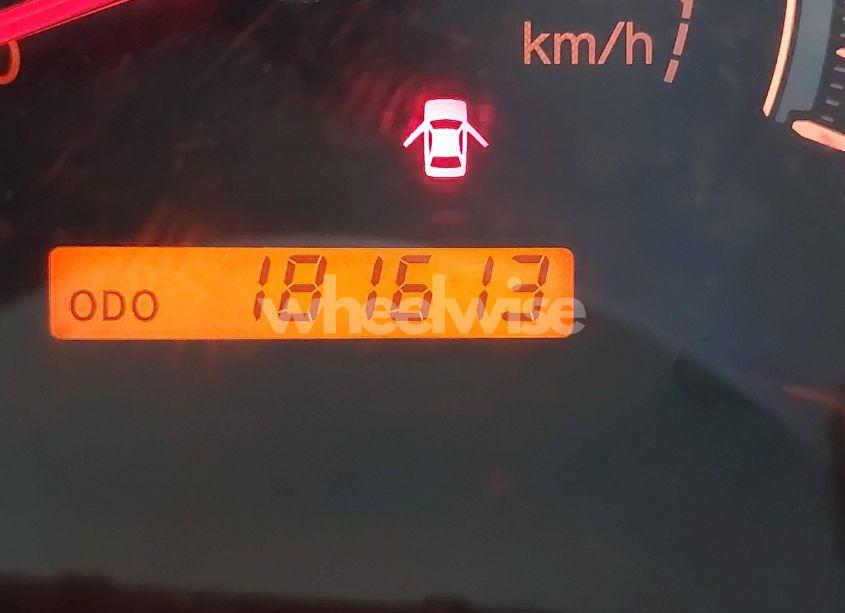 km/h
ODO 181613
wheelwise